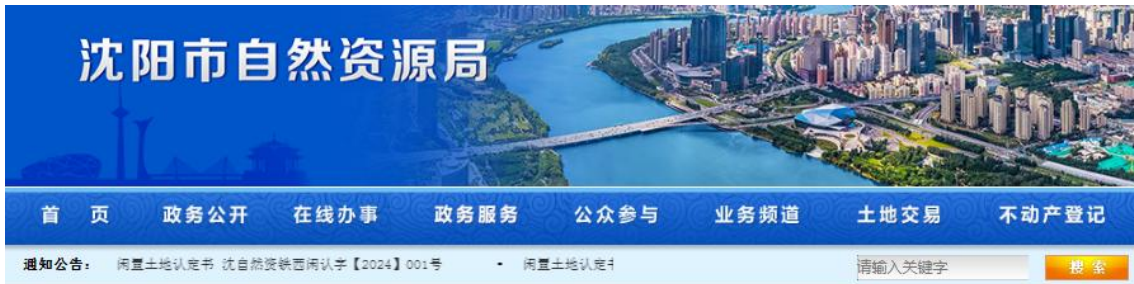 沈阳市自然资源局
首 页 政务公开 在线办事 政务服务 公众参与 业务频道 土地交易 不动产登记
通知公告: 闲置土地认定书 沈自然资铁西闲认字【2024】001号 • 闲置土地认定 请输入关键字 搜 索